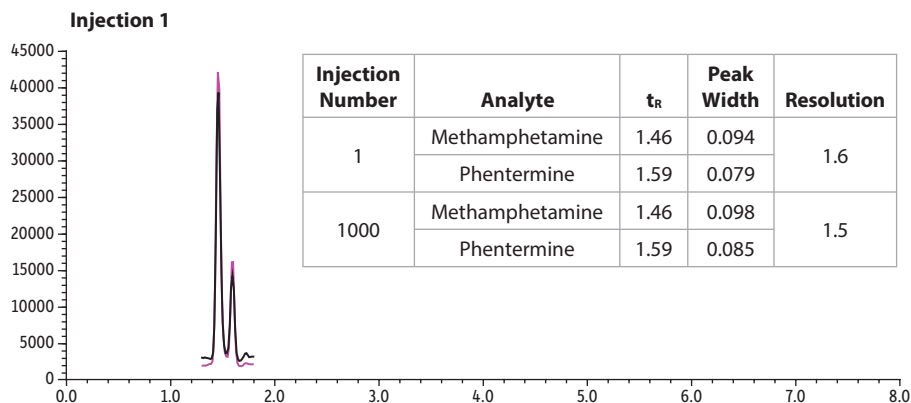 Injection 1
45000
40000
35000
30000
25000
20000
15000
10000
5000
0
0.0 1.0 2.0 3.0 4.0 5.0 6.0 7.0 8.0
Injection Number Analyte tR Peak Width Resolution
1 Methamphetamine 1.46 0.094 1.6
Phentermine 1.59 0.079
1000 Methamphetamine 1.46 0.098 1.5
Phentermine 1.59 0.085